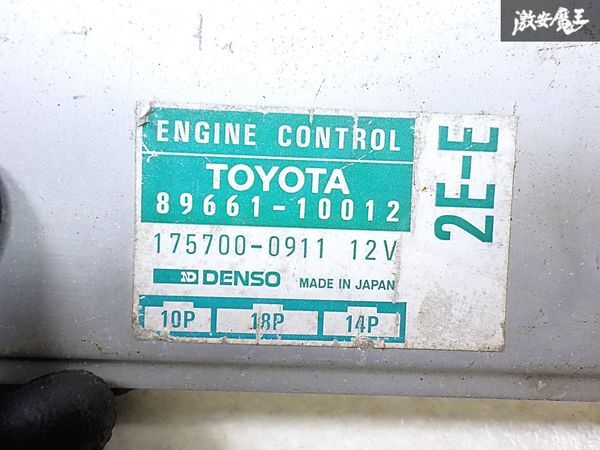 激安魔王
ENGINE CONTROL
TOYOTA
89661-10012
175700-0911 12V
ND DENSO MADE IN JAPAN
10P 18P 14P
2E-E